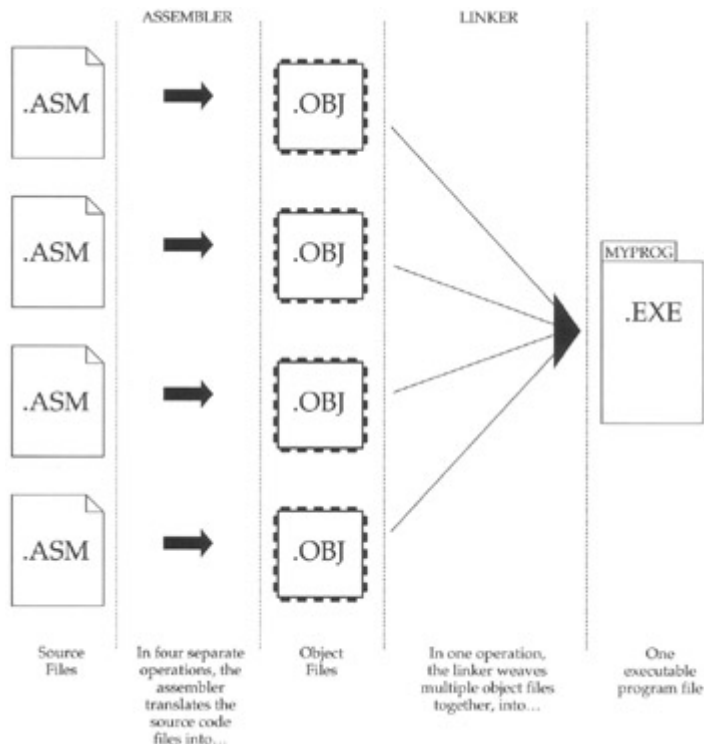 ASSEMBLER
LINKER
.ASM
.OBJ
.ASM
.OBJ
MYPROG
.EXE
.ASM
.OBJ
.ASM
.OBJ
Source
Files
In four separate
operations, the
assembler
translates the
source code
files into...
Object
Files
In one operation,
the linker weaves
multiple object files
together, into...
One
executable
program file